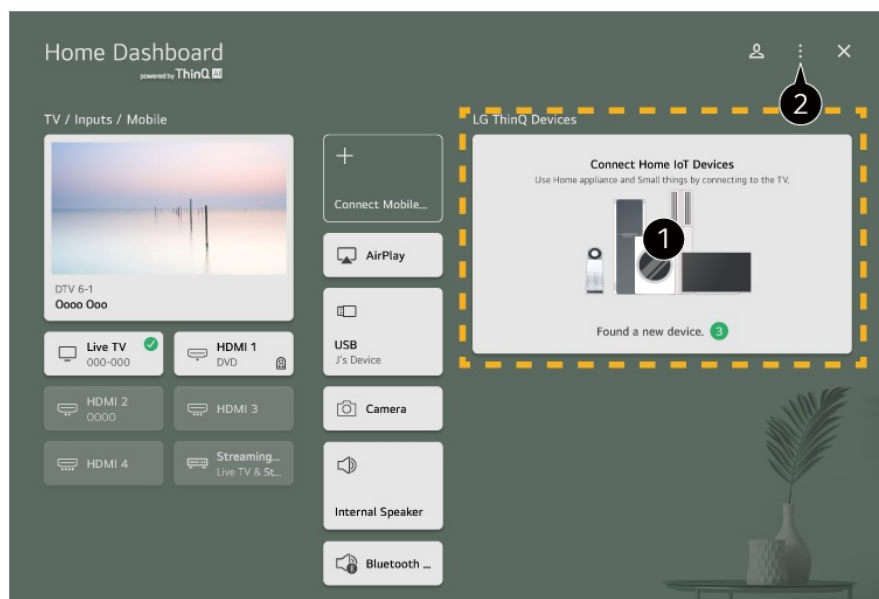 Home Dashboard
powered by ThinQ AI
2
TV / Inputs / Mobile
LG ThinQ Devices
DTV 6-1
Oooo Ooo
Live TV
000-000
HDMI 1
DVD
HDMI 2
0000
HDMI 3
HDMI 4
Streaming...
Live TV & St...
Connect Mobile...
AirPlay
USB
J's Device
Camera
Internal Speaker
Bluetooth ...
Connect Home IoT Devices
Use Home appliance and Small things by connecting to the TV.
1
Found a new device. 3